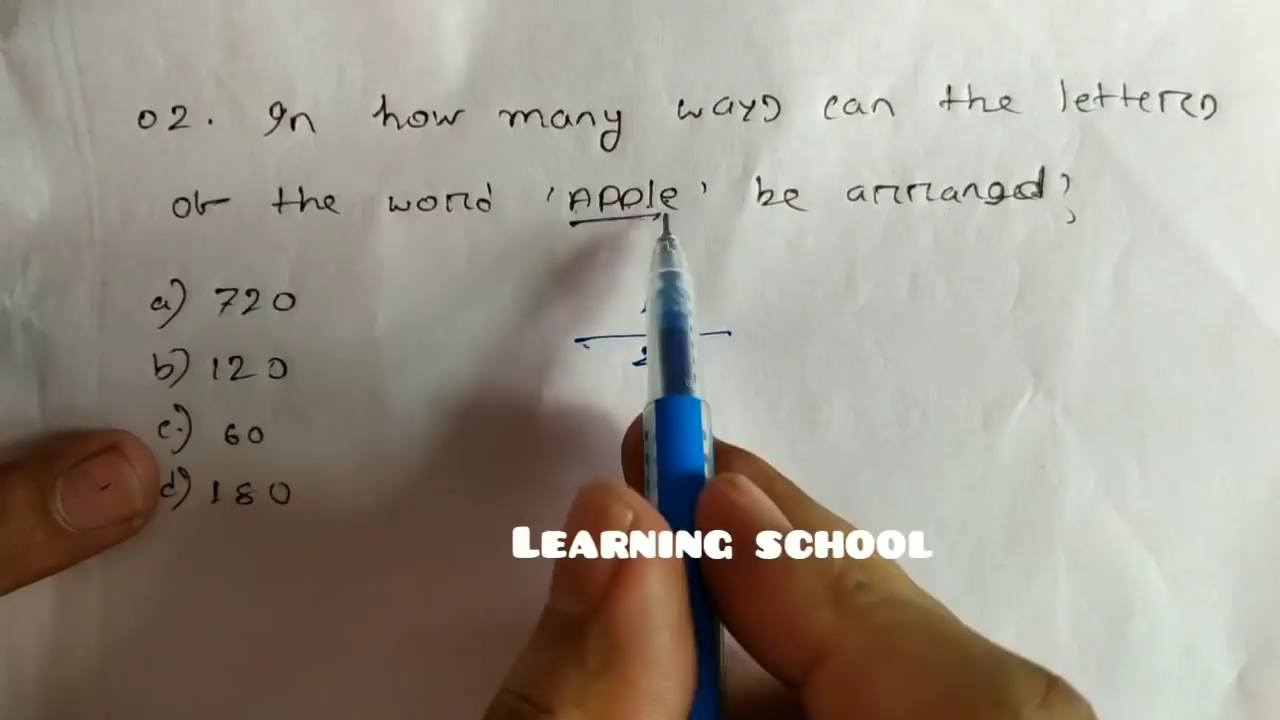 02. In how many ways can the letters
of the word 'APPle' be arranged?
a) 720
b) 120
c) 60
d) 180
LEARNING SCHOOL